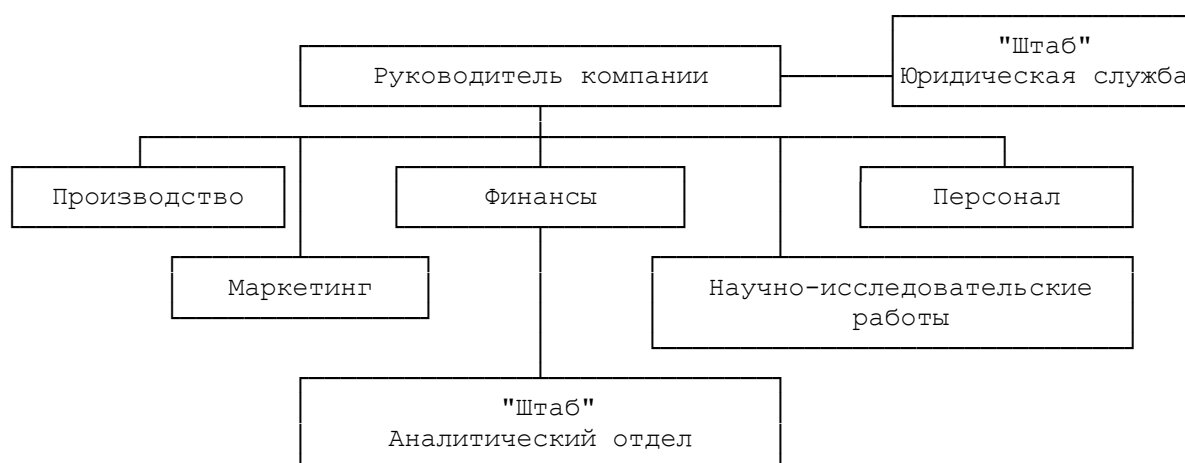 "Штаб"
Юридическая служба
Руководитель компании
Производство
Финансы
Персонал
Маркетинг
Научно-исследовательские
работы
"Штаб"
Аналитический отдел